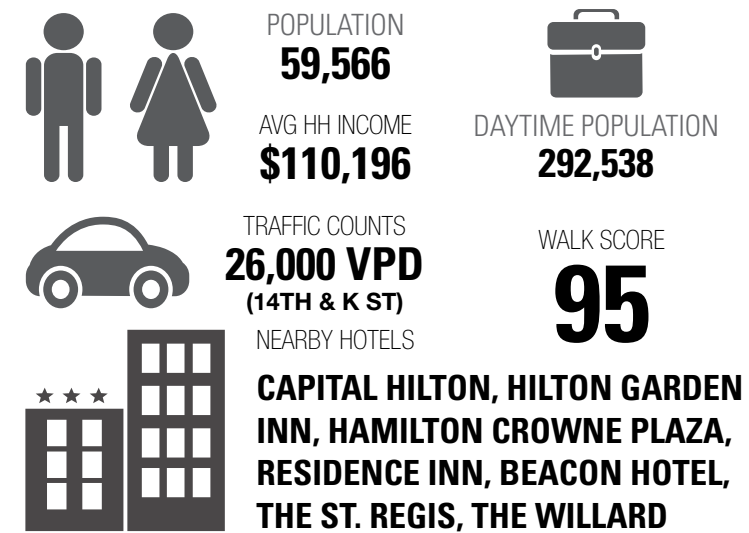 POPULATION
59,566
AVG HH INCOME
$110,196
DAYTIME POPULATION
292,538
TRAFFIC COUNTS
26,000 VPD
(14TH & K ST)
WALK SCORE
95
NEARBY HOTELS
CAPITAL HILTON, HILTON GARDEN
INN, HAMILTON CROWNE PLAZA,
RESIDENCE INN, BEACON HOTEL,
THE ST. REGIS, THE WILLARD